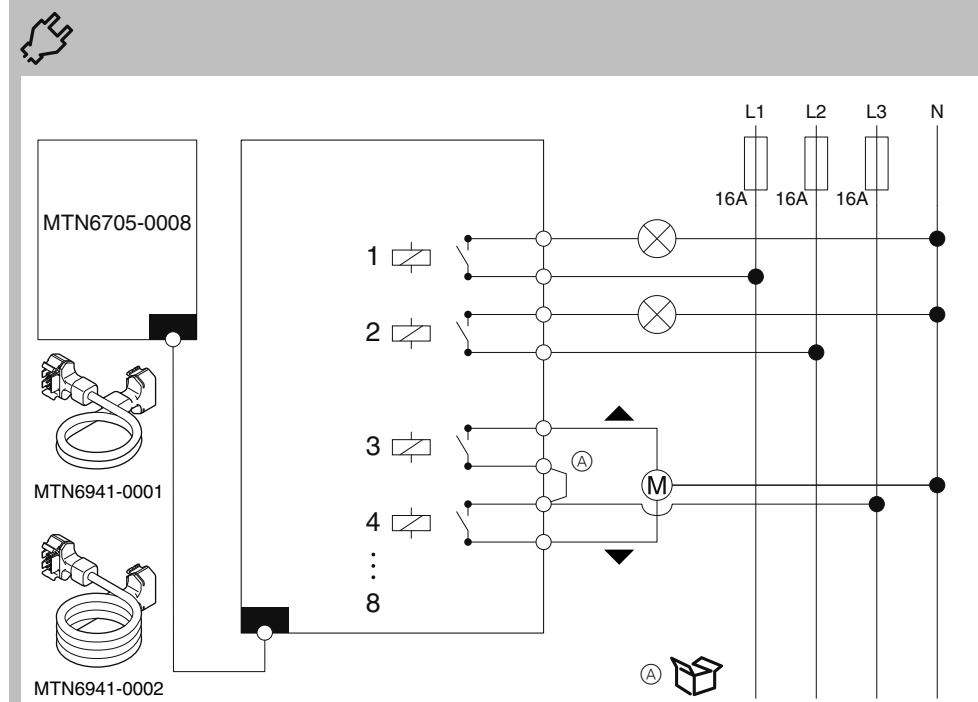 L1 L2 L3 N
16A 16A 16A
MTN6705-0008
1
2
3
A
M
4
8
MTN6941-0001
MTN6941-0002
A